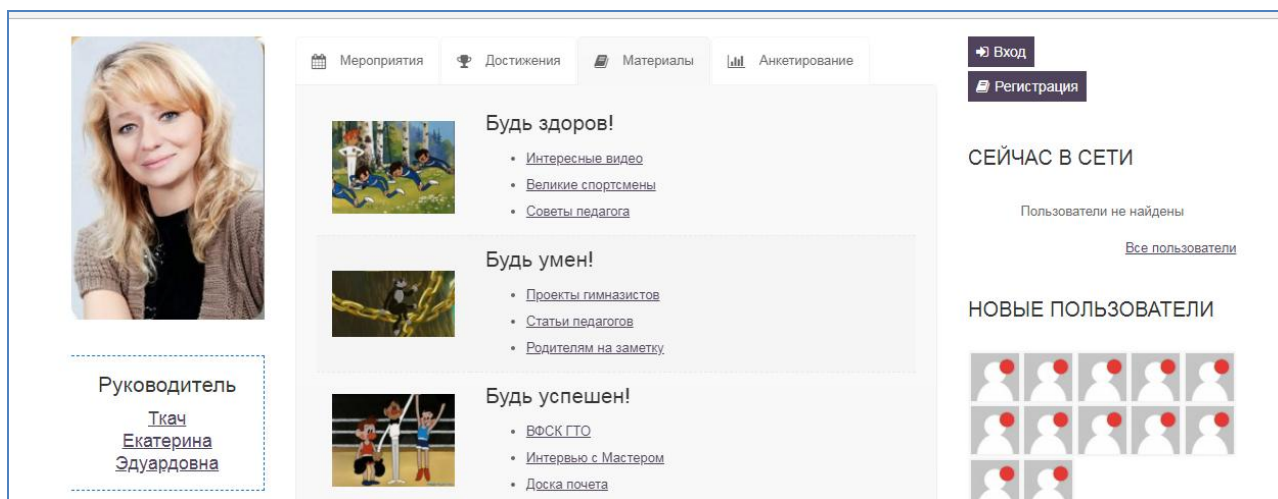 Мероприятия
Достижения
Материалы
Анкетирование
Будь здоров!
Интересные видео
Великие спортсмены
Советы педагога
Будь умен!
Проекты гимназистов
Статьи педагогов
Родителям на заметку
Будь успешен!
ВФСК ГТО
Интервью с Мастером
Доска почета
Руководитель
Ткач
Екатерина
Эдуардовна
Вход
Регистрация
СЕЙЧАС В СЕТИ
Пользователи не найдены
Все пользователи
НОВЫЕ ПОЛЬЗОВАТЕЛИ